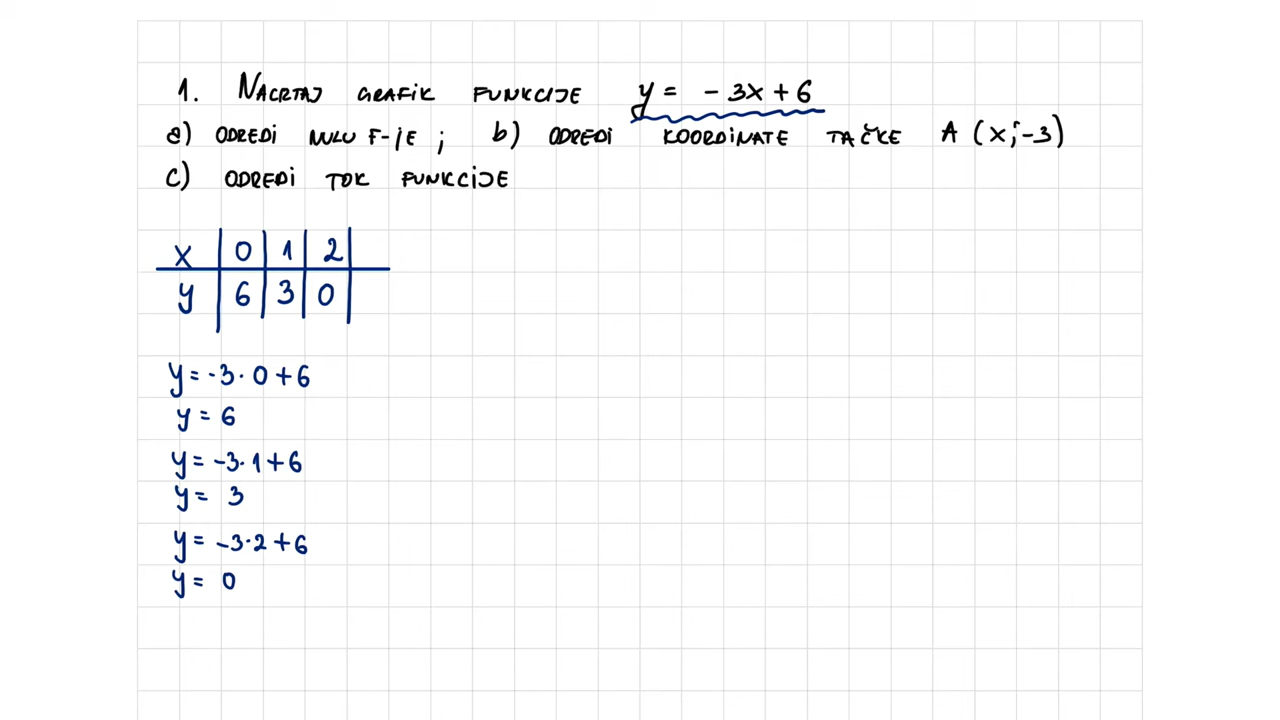 1. NACRTAJ GRAFIK FUNKCIJE y = -3x + 6
a) ODREDI NULU F-JE ; b) ODREDI KOORDINATE TAČKE A (x; -3)
c) ODREDI TOK FUNKCIJE
x 0 1 2
y 6 3 0
y = -3 · 0 + 6
y = 6
y = -3 · 1 + 6
y = 3
y = -3 · 2 + 6
y = 0